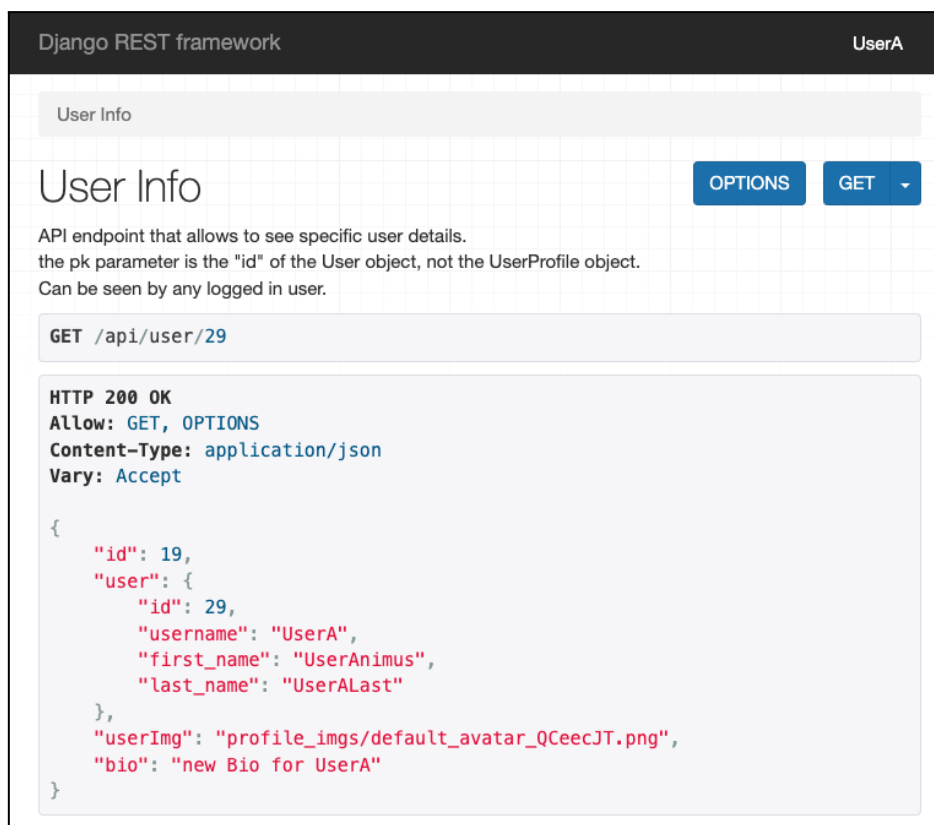 Django REST framework
UserA
User Info
User Info
OPTIONS
GET
API endpoint that allows to see specific user details.
the pk parameter is the "id" of the User object, not the UserProfile object.
Can be seen by any logged in user.
GET /api/user/29
HTTP 200 OK
Allow: GET, OPTIONS
Content-Type: application/json
Vary: Accept
{
    "id": 19,
    "user": {
        "id": 29,
        "username": "UserA",
        "first_name": "UserAnimus",
        "last_name": "UserALast"
    },
    "userImg": "profile_imgs/default_avatar_QCeecJT.png",
    "bio": "new Bio for UserA"
}